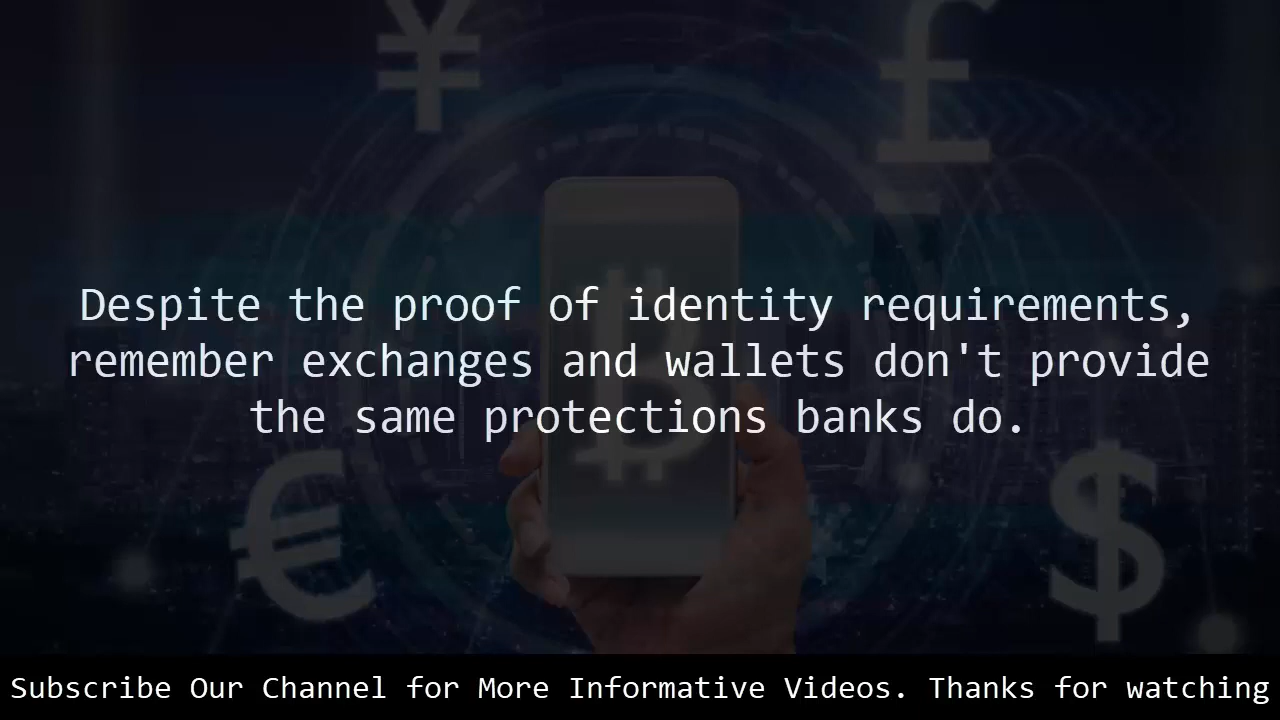 Despite the proof of identity requirements,
remember exchanges and wallets don't provide
the same protections banks do.
Subscribe Our Channel for More Informative Videos. Thanks for watching